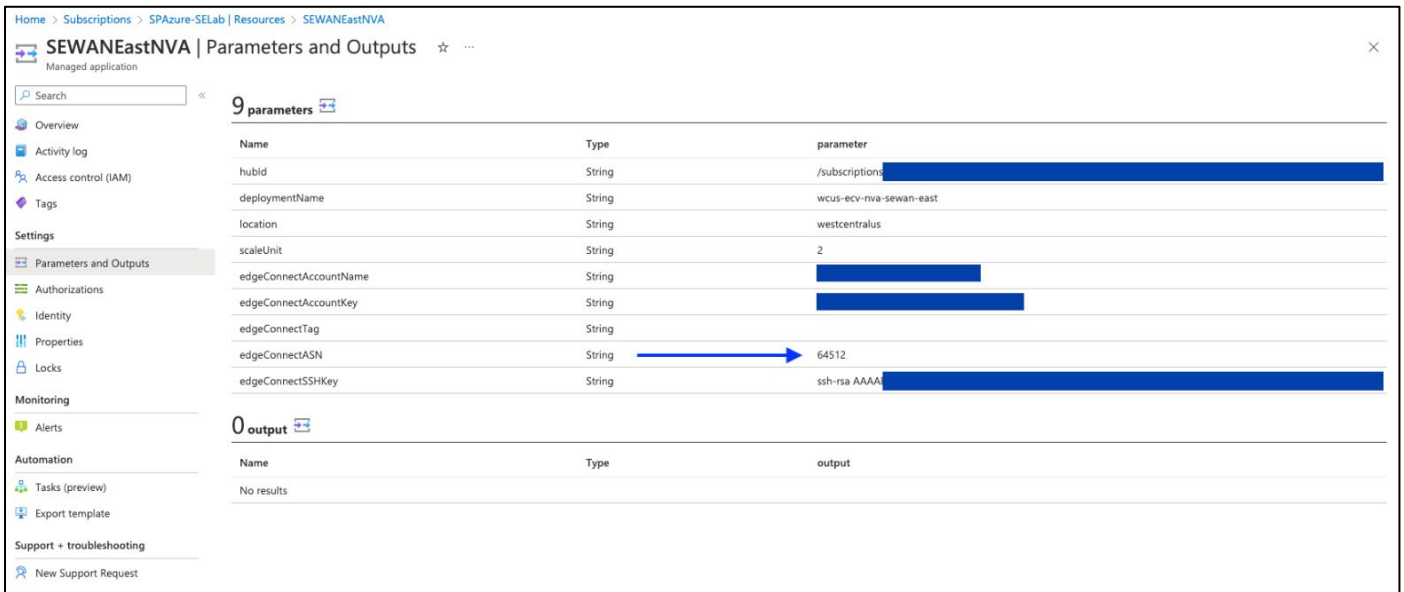 Home > Subscriptions > SPAzure-SELab | Resources > SEWANEastNVA
SEWANEastNVA | Parameters and Outputs
Managed application
Search
Overview
Activity log
Access control (IAM)
Tags
Settings
Parameters and Outputs
Authorizations
Identity
Properties
Locks
Monitoring
Alerts
Automation
Tasks (preview)
Export template
Support + troubleshooting
New Support Request
9 parameters
Name Type parameter
hubId String /subscriptions
deploymentName String wcus-ecv-nva-sewan-east
location String westcentralus
scaleUnit String 2
edgeConnectAccountName String
edgeConnectAccountKey String
edgeConnectTag String
edgeConnectASN String 64512
edgeConnectSSHKey String ssh-rsa AAAA
0 output
Name Type output
No results